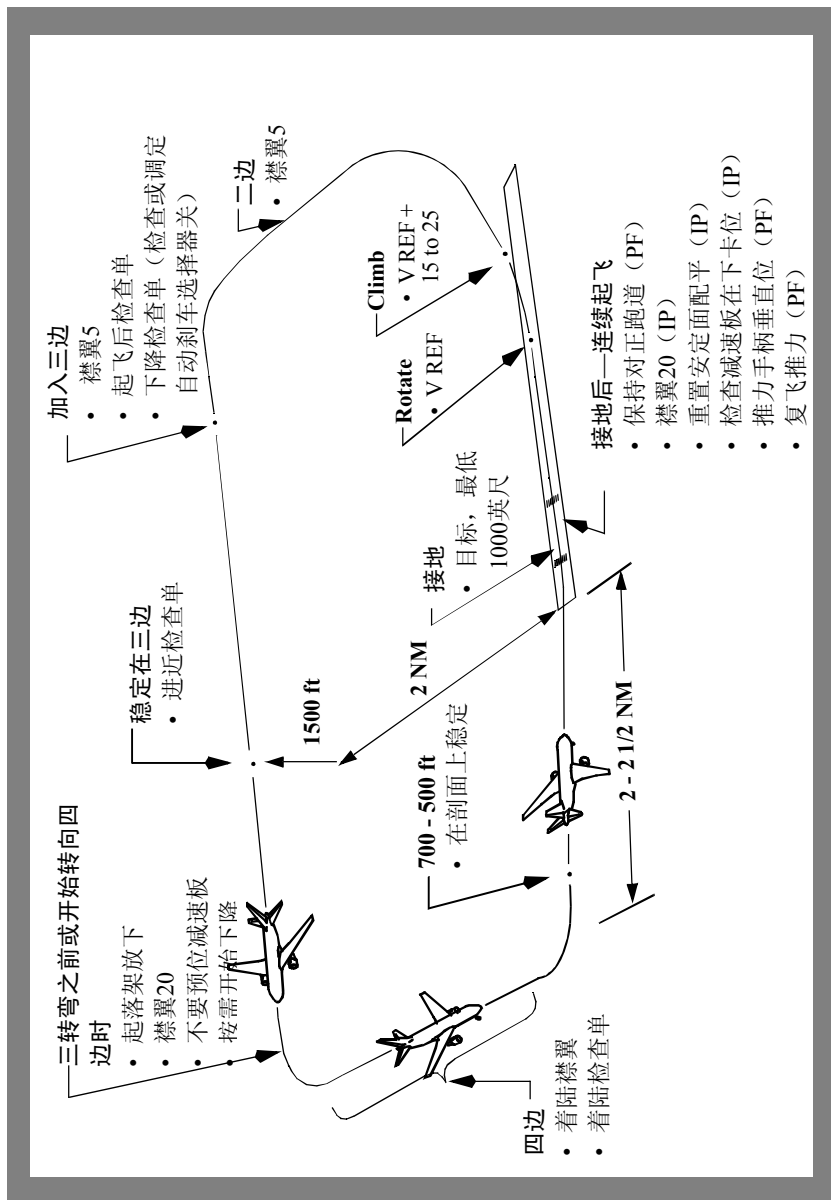 三转弯之前或开始转向四
边时
• 起落架放下
• 襟翼20
• 不要预位减速板
• 按需开始下降
稳定在三边
• 进近检查单
加入三边
• 襟翼5
• 起飞后检查单
• 下降检查单（检查或调定
自动刹车选择器关）
二边
• 襟翼5
1500 ft
2 NM
Climb
• V REF +
15 to 25
Rotate
• V REF
接地
• 目标，最低
1000英尺
700 - 500 ft
• 在剖面上稳定
四边
• 着陆襟翼
• 着陆检查单
2 - 2 1/2 NM
接地后—连续起飞
• 保持对正跑道（PF）
• 襟翼20（IP）
• 重置安定面配平（IP）
• 检查减速板在下卡位（IP）
• 推力手柄垂直位（PF）
• 复飞推力（PF）